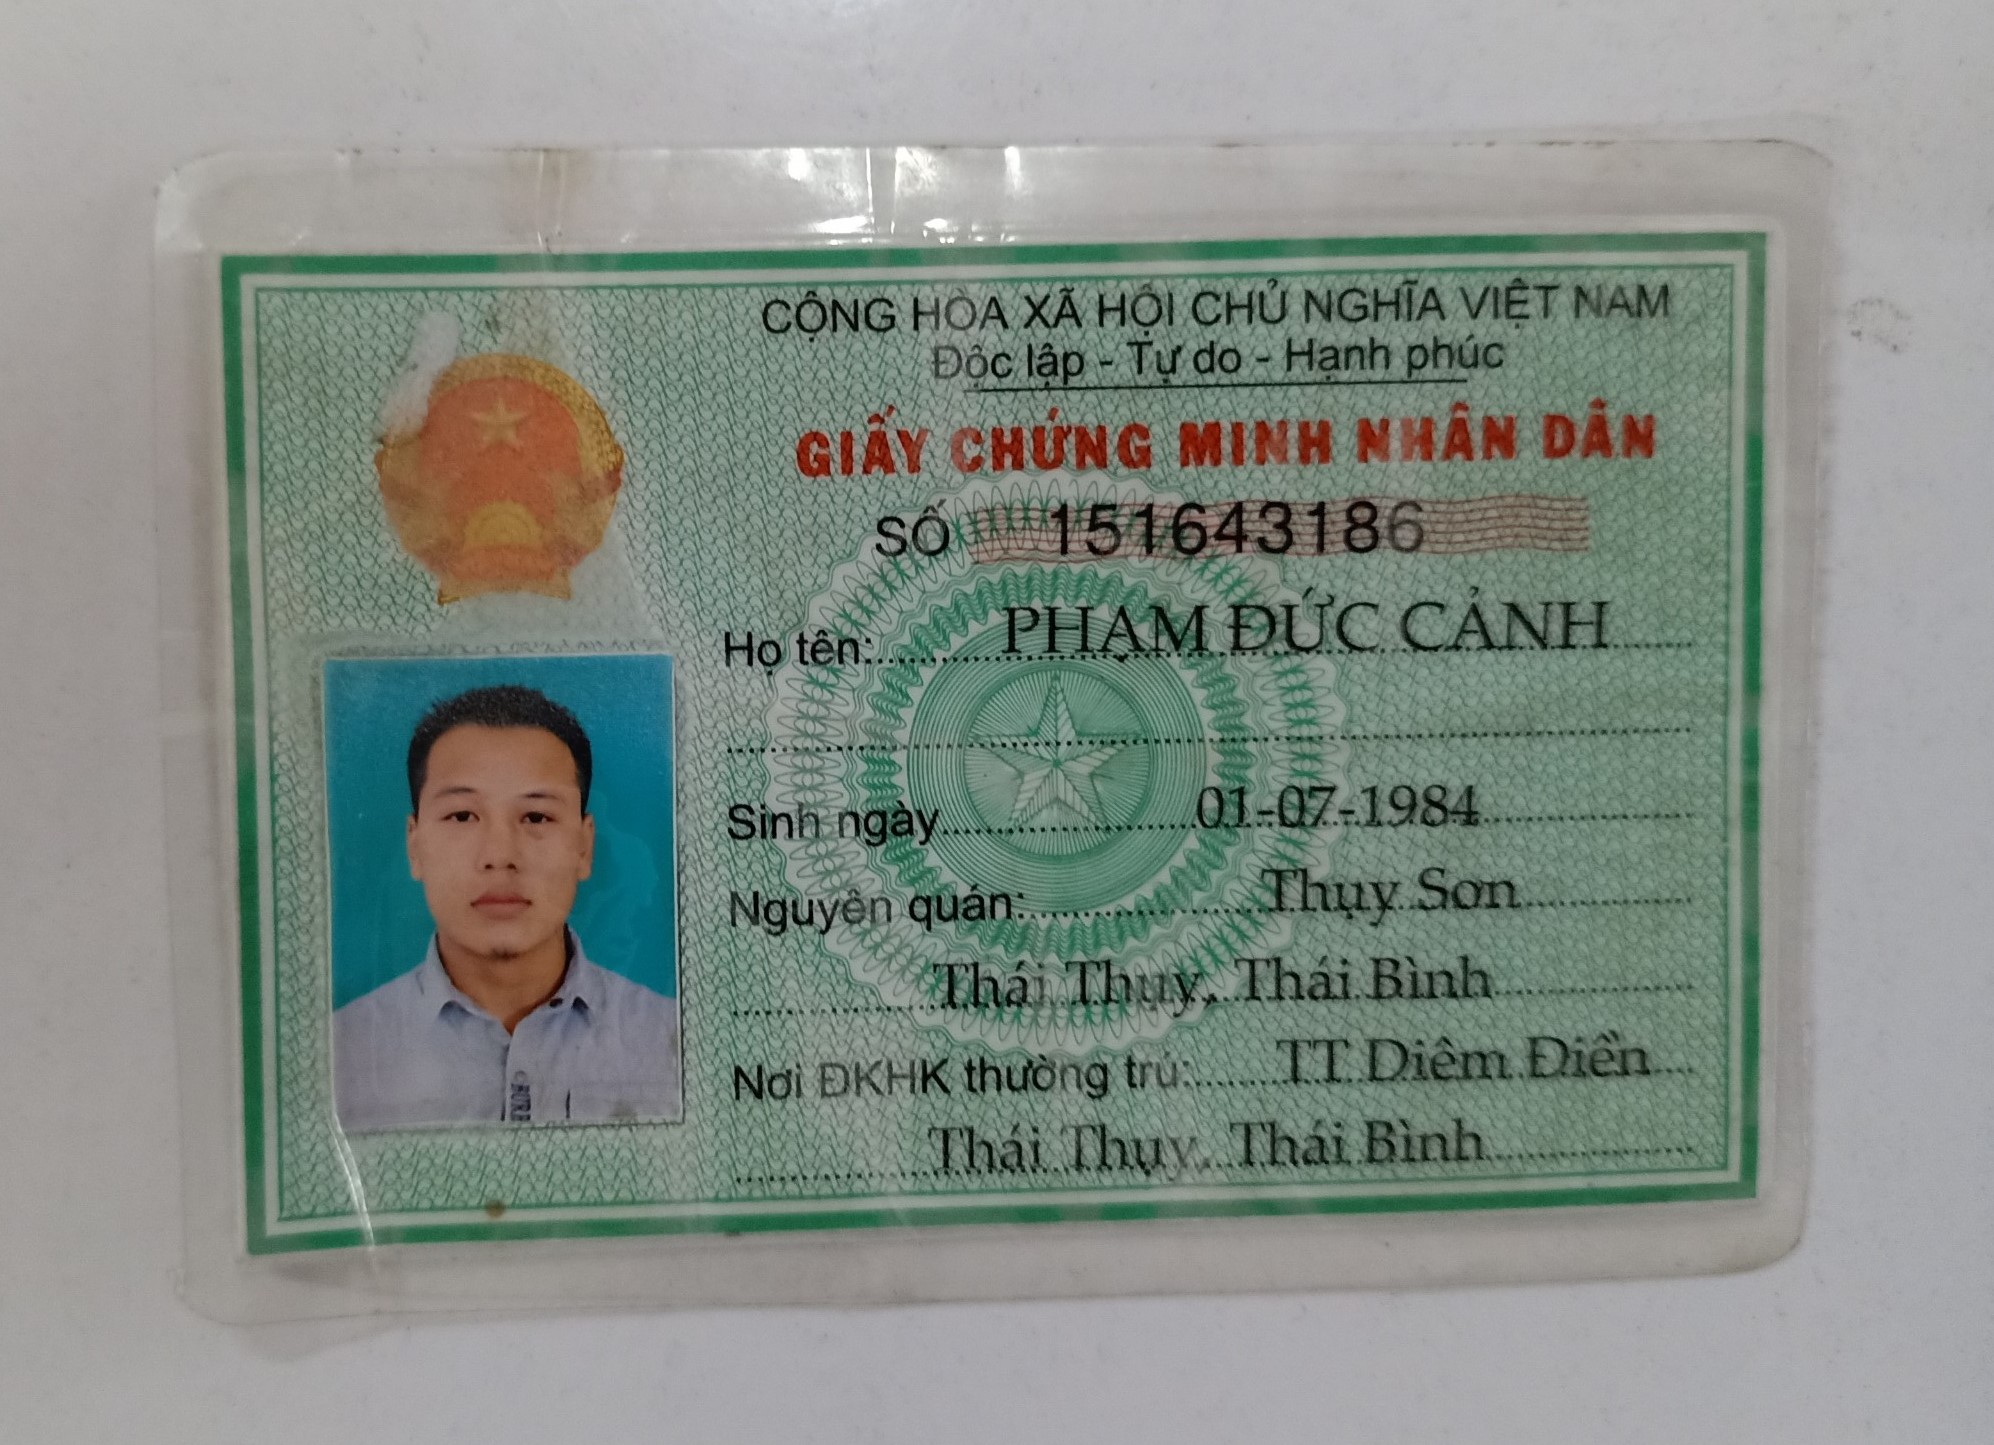 CỘNG HÒA XÃ HỘI CHỦ NGHĨA VIỆT NAM
Độc lập - Tự do - Hạnh phúc
GIẤY CHỨNG MINH NHÂN DÂN
SỐ 151643186
Họ tên: PHẠM ĐỨC CẢNH
Sinh ngày 01-07-1984
Nguyên quán: Thụy Sơn
Thái Thụy, Thái Bình
Nơi ĐKHK thường trú: TT Diêm Điền
Thái Thụy, Thái Bình